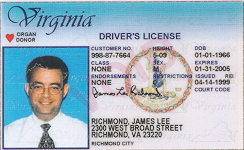 Virginia
ORGAN DONOR
DRIVER'S LICENSE
CUSTOMER NO. HEIGHT DOB
998-87-7664 5-09 01-01-1966
CLASS SEX EXPIRES
NONE M 01-31-2005
ENDORSEMENTS RESTRICTIONS ISSUED
NONE 04-14-1999
COURT CODE
RICHMOND, JAMES LEE
2300 WEST BROAD STREET
RICHMOND, VA 23220
RICHMOND CITY